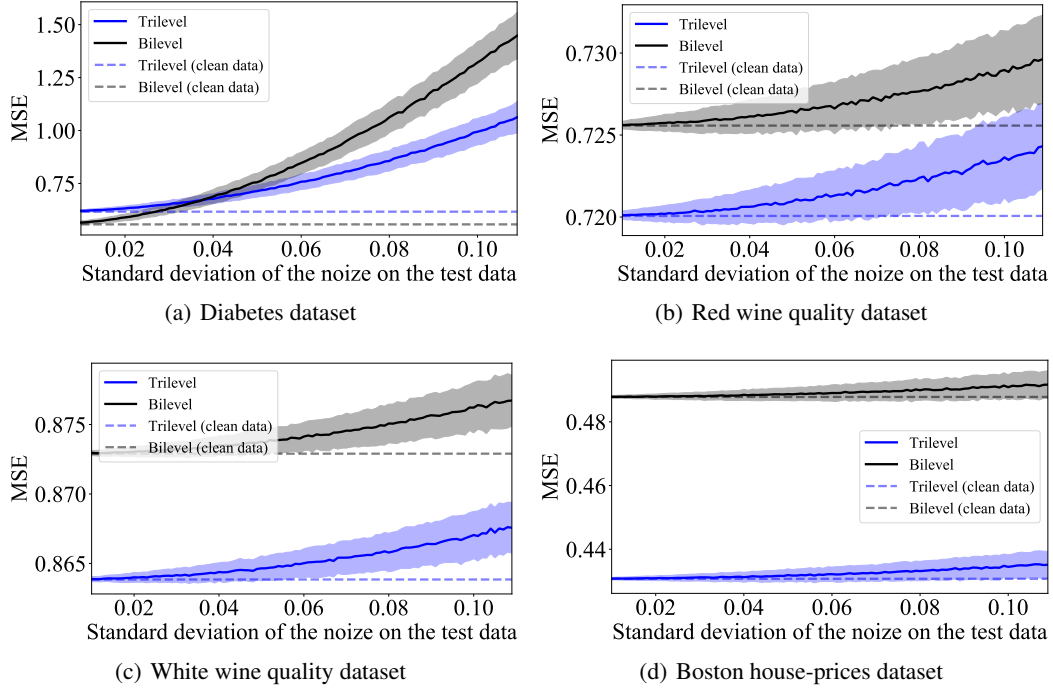 1.50
1.25
1.00
0.75
MSE
Trilevel
Bilevel
Trilevel (clean data)
Bilevel (clean data)
0.02 0.04 0.06 0.08 0.10
Standard deviation of the noize on the test data
(a) Diabetes dataset
0.730
0.725
0.720
MSE
Trilevel
Bilevel
Trilevel (clean data)
Bilevel (clean data)
0.02 0.04 0.06 0.08 0.10
Standard deviation of the noize on the test data
(b) Red wine quality dataset
0.875
0.870
0.865
MSE
Trilevel
Bilevel
Trilevel (clean data)
Bilevel (clean data)
0.02 0.04 0.06 0.08 0.10
Standard deviation of the noize on the test data
(c) White wine quality dataset
0.48
0.46
0.44
MSE
Trilevel
Bilevel
Trilevel (clean data)
Bilevel (clean data)
0.02 0.04 0.06 0.08 0.10
Standard deviation of the noize on the test data
(d) Boston house-prices dataset